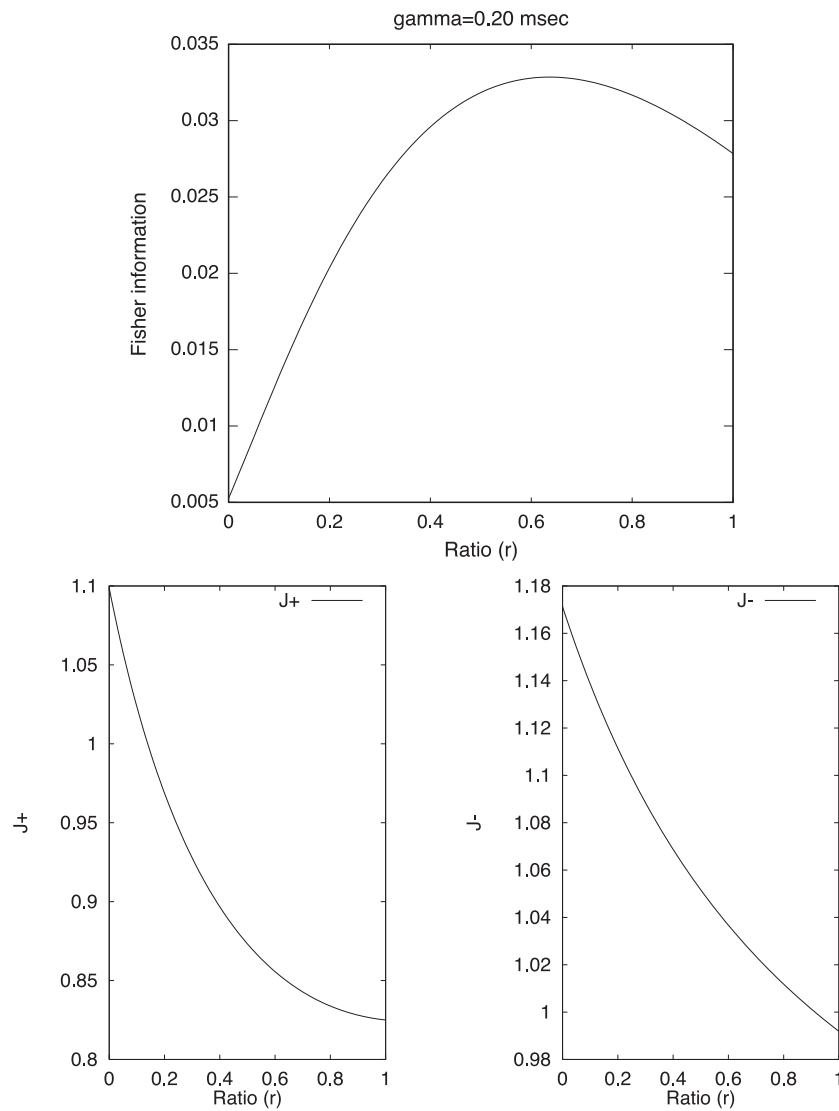 gamma=0.20 msec
0.035
0.03
0.025
0.02
0.015
0.01
0.005
Fisher information
0 0.2 0.4 0.6 0.8 1
Ratio (r)
1.1
1.05
1
0.95
0.9
0.85
0.8
J+
J+
0 0.2 0.4 0.6 0.8 1
Ratio (r)
1.18
1.16
1.14
1.12
1.1
1.08
1.06
1.04
1.02
1
0.98
J-
J-
0 0.2 0.4 0.6 0.8 1
Ratio (r)